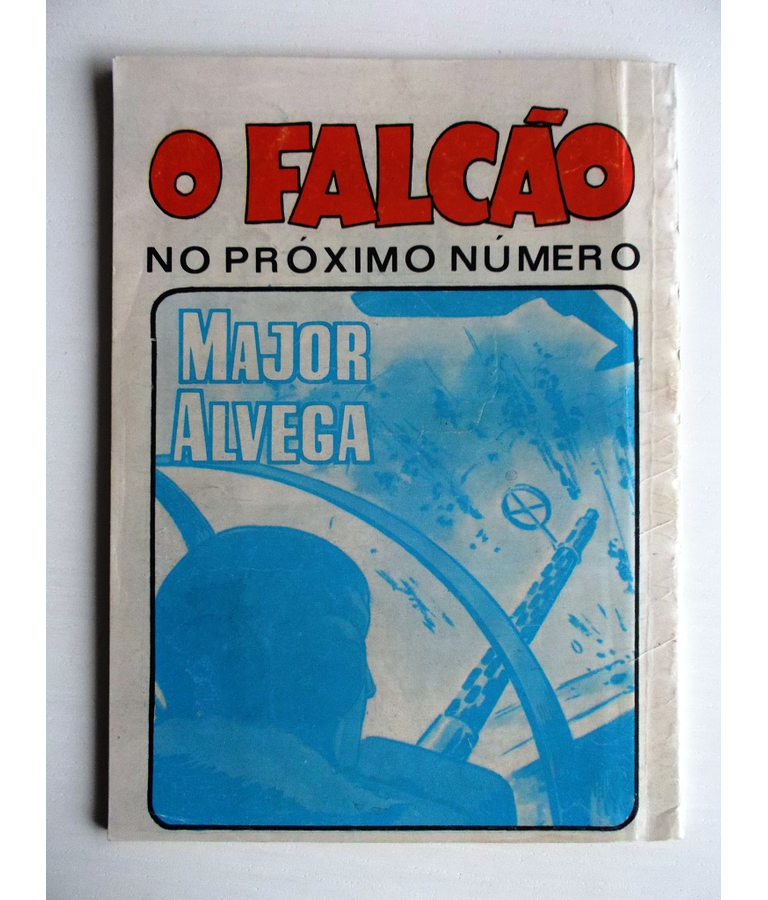 O FALCÃO
NO PRÓXIMO NÚMERO
MAJOR
ALVEGA